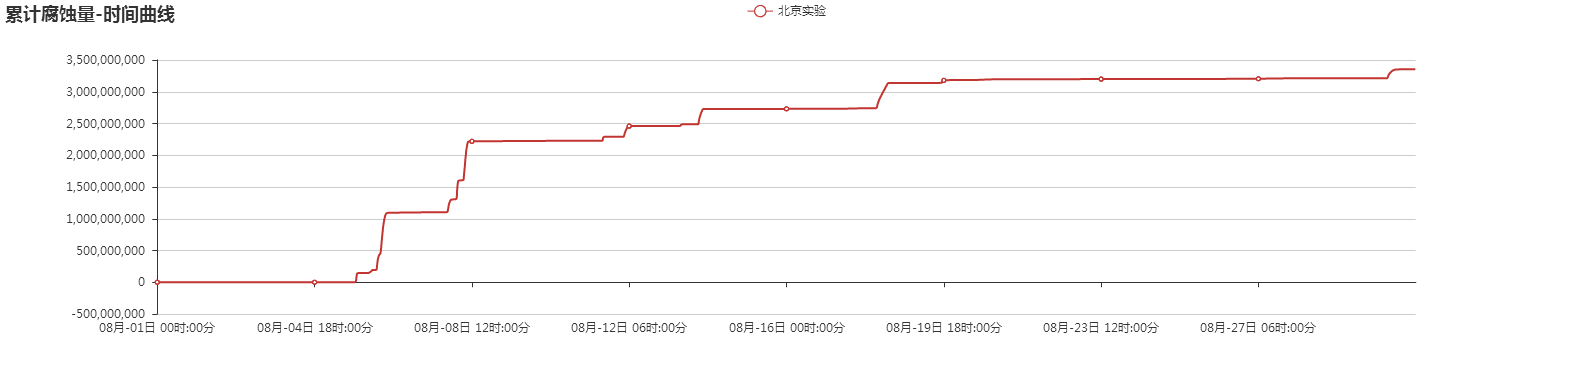 累计腐蚀量-时间曲线
北京实验
3,500,000,000
3,000,000,000
2,500,000,000
2,000,000,000
1,500,000,000
1,000,000,000
500,000,000
0
-500,000,000
08月-01日 00时:00分
08月-04日 18时:00分
08月-08日 12时:00分
08月-12日 06时:00分
08月-16日 00时:00分
08月-19日 18时:00分
08月-23日 12时:00分
08月-27日 06时:00分